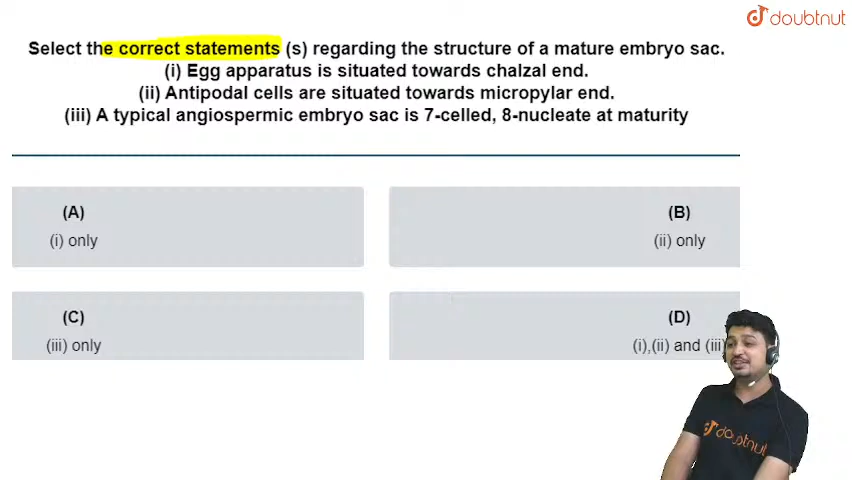 doubtnut
Select the correct statements (s) regarding the structure of a mature embryo sac.
(i) Egg apparatus is situated towards chalzal end.
(ii) Antipodal cells are situated towards micropylar end.
(iii) A typical angiospermic embryo sac is 7-celled, 8-nucleate at maturity
(A)
(i) only
(B)
(ii) only
(C)
(iii) only
(D)
(i),(ii) and (iii)
doubtnut